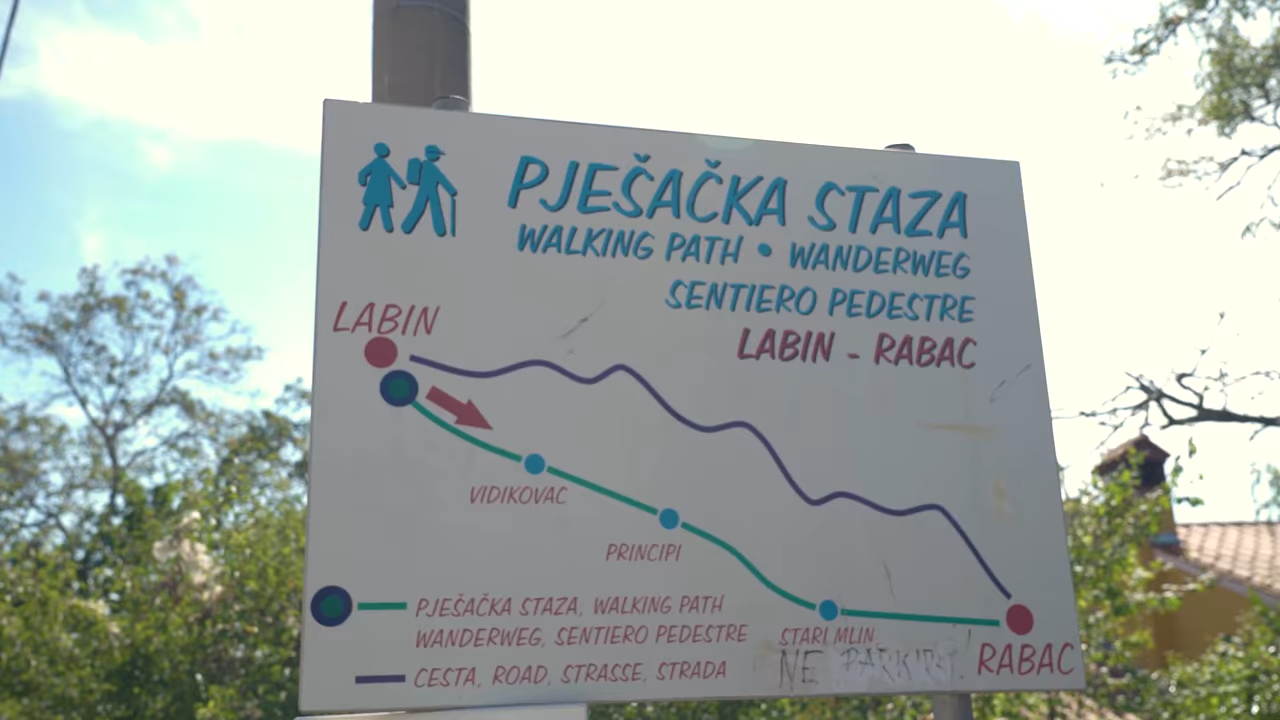 PJEŠAČKA STAZA
WALKING PATH • WANDERWEG
SENTIERO PEDESTRE
LABIN - RABAC
LABIN
VIDIKOVAC
PRINCIPI
STARI MLIN
RABAC
PJEŠAČKA STAZA, WALKING PATH
WANDERWEG, SENTIERO PEDESTRE
CESTA, ROAD, STRASSE, STRADA
NE